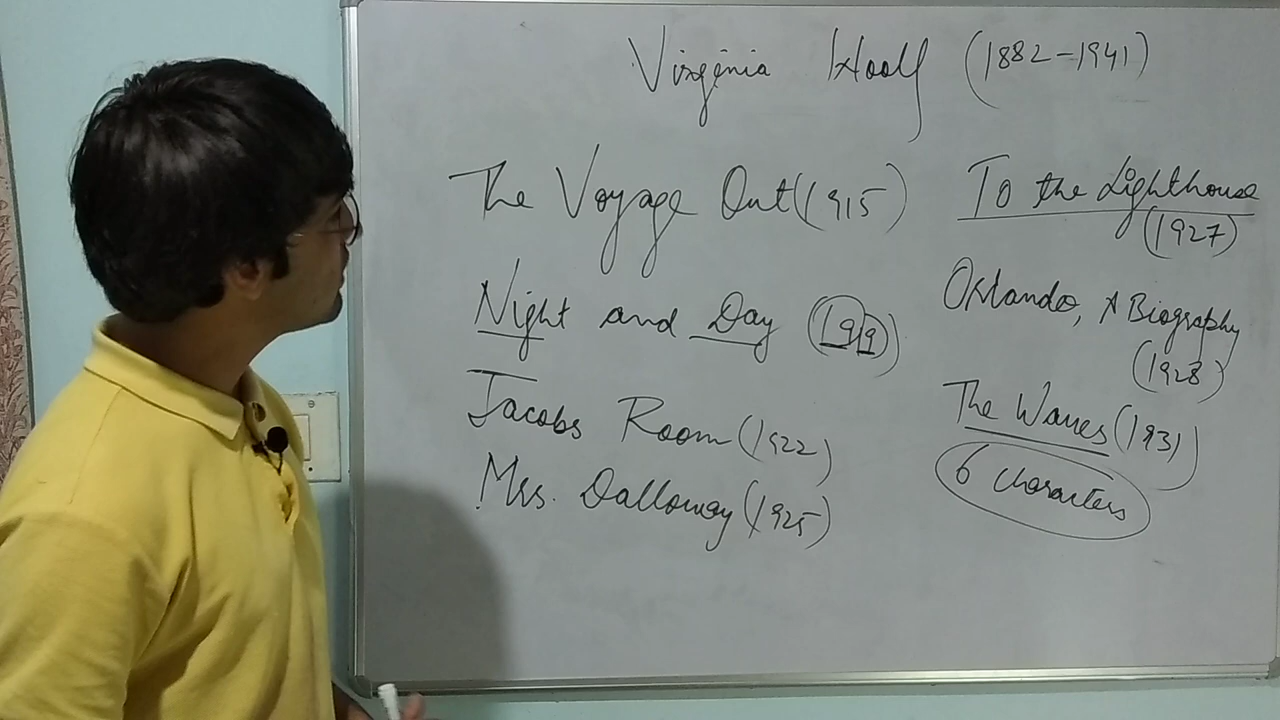 Virginia Woolf (1882-1941)
The Voyage Out (1915)
Night and Day (1919)
Jacobs Room (1922)
Mrs. Dalloway (1925)
To the Lighthouse
(1927)
Orlando, A Biography
(1928)
The Waves (1931)
6 characters